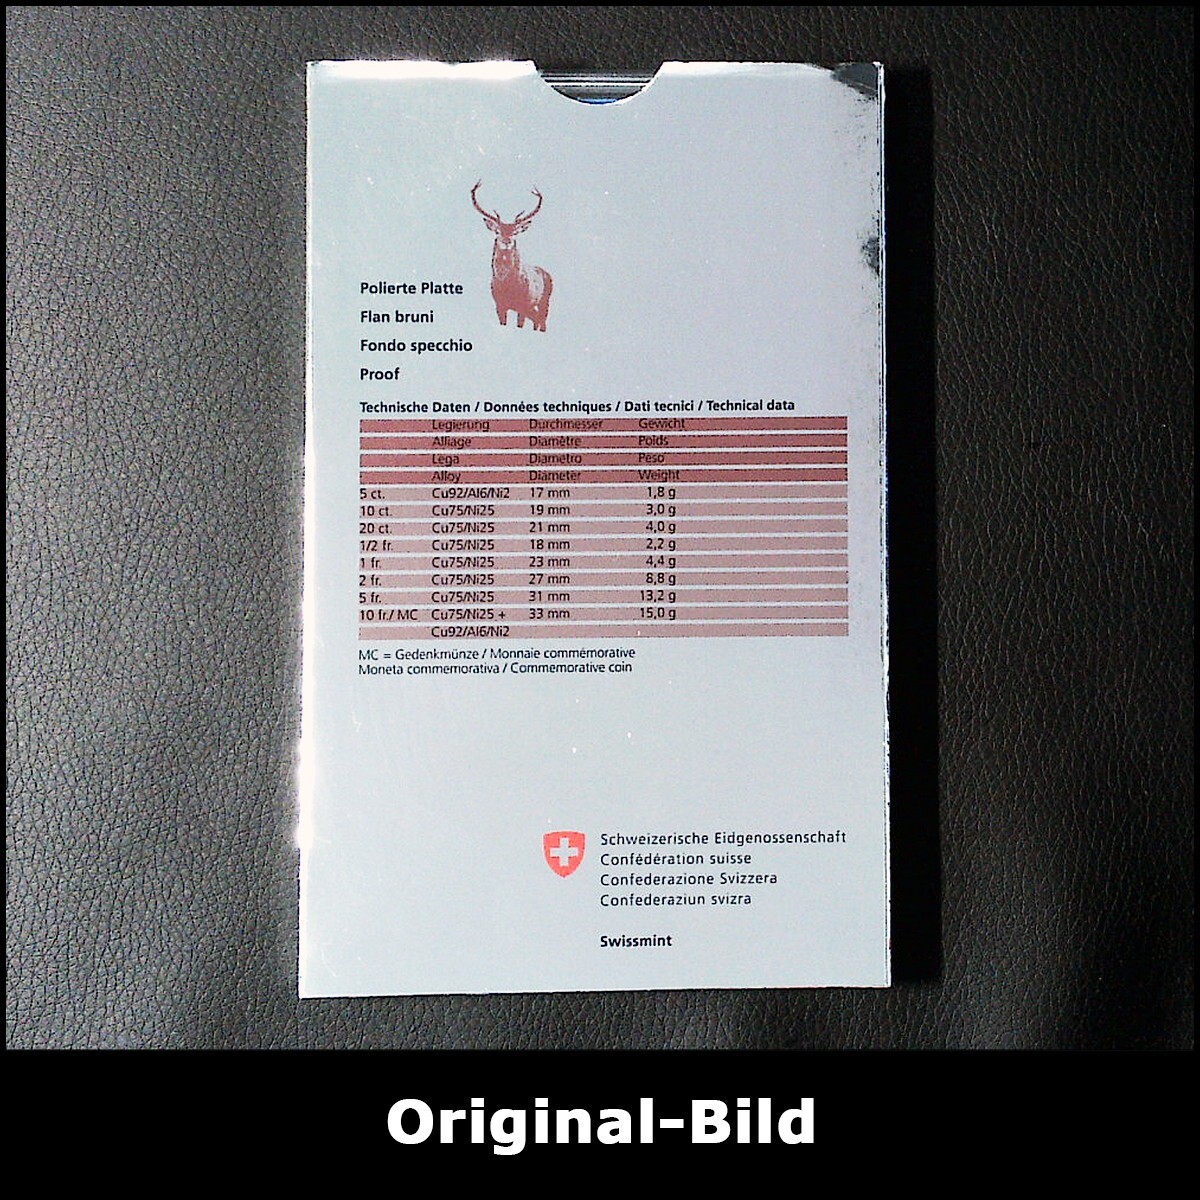 Polierte Platte
Flan bruni
Fondo specchio
Proof
Technische Daten / Données techniques / Dati tecnici / Technical data
Legierung Durchmesser Gewicht
Alliage Diamètre Poids
Lega Diametro Peso
Alloy Diameter Weight
5 ct. Cu92/Al6/Ni2 17 mm 1,8 g
10 ct. Cu75/Ni25 19 mm 3,0 g
20 ct. Cu75/Ni25 21 mm 4,0 g
1/2 fr. Cu75/Ni25 18 mm 2,2 g
1 fr. Cu75/Ni25 23 mm 4,4 g
2 fr. Cu75/Ni25 27 mm 8,8 g
5 fr. Cu75/Ni25 31 mm 13,2 g
10 fr./ MC Cu75/Ni25 + 33 mm 15,0 g
Cu92/Al6/Ni2
MC = Gedenkmünze / Monnaie commémorative
Moneta commemorativa / Commemorative coin
Schweizerische Eidgenossenschaft
Confédération suisse
Confederazione Svizzera
Confederaziun svizra
Swissmint
Original-Bild